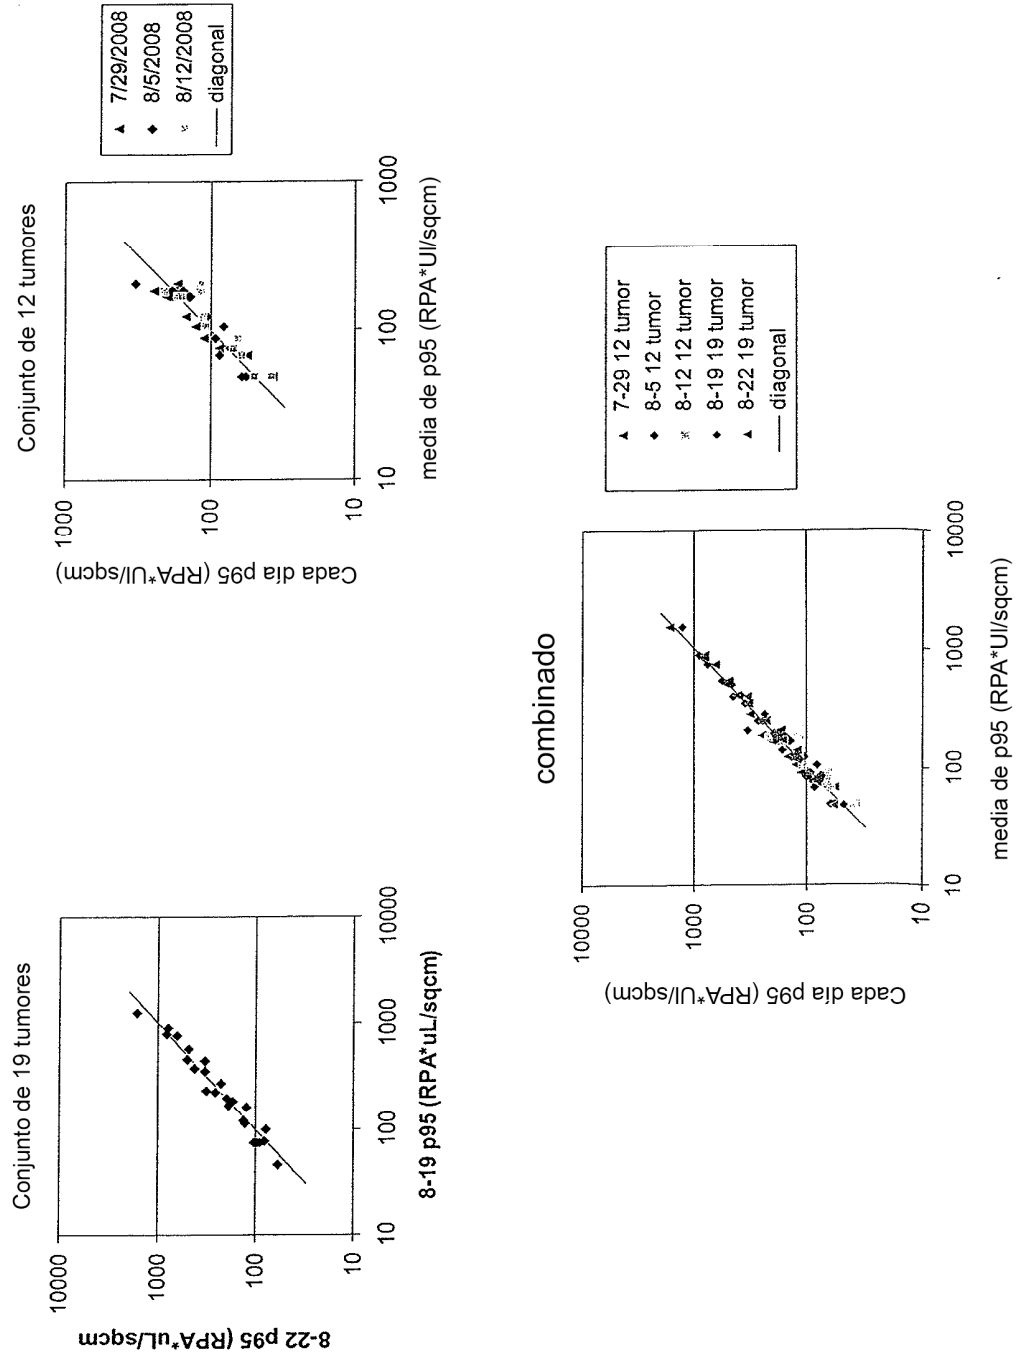 Conjunto de 19 tumores
8-22 p95 (RPA*uL/sqcm)
10000
1000
100
10
10
100
1000
10000
8-19 p95 (RPA*uL/sqcm)
Conjunto de 12 tumores
Cada día p95 (RPA*Ul/sqcm)
1000
100
10
10
100
1000
media de p95 (RPA*Ul/sqcm)
7/29/2008
8/5/2008
8/12/2008
diagonal
combinado
Cada día p95 (RPA*Ul/sqcm)
10000
1000
100
10
10
100
1000
10000
media de p95 (RPA*Ul/sqcm)
7-29 12 tumor
8-5 12 tumor
8-12 12 tumor
8-19 19 tumor
8-22 19 tumor
diagonal